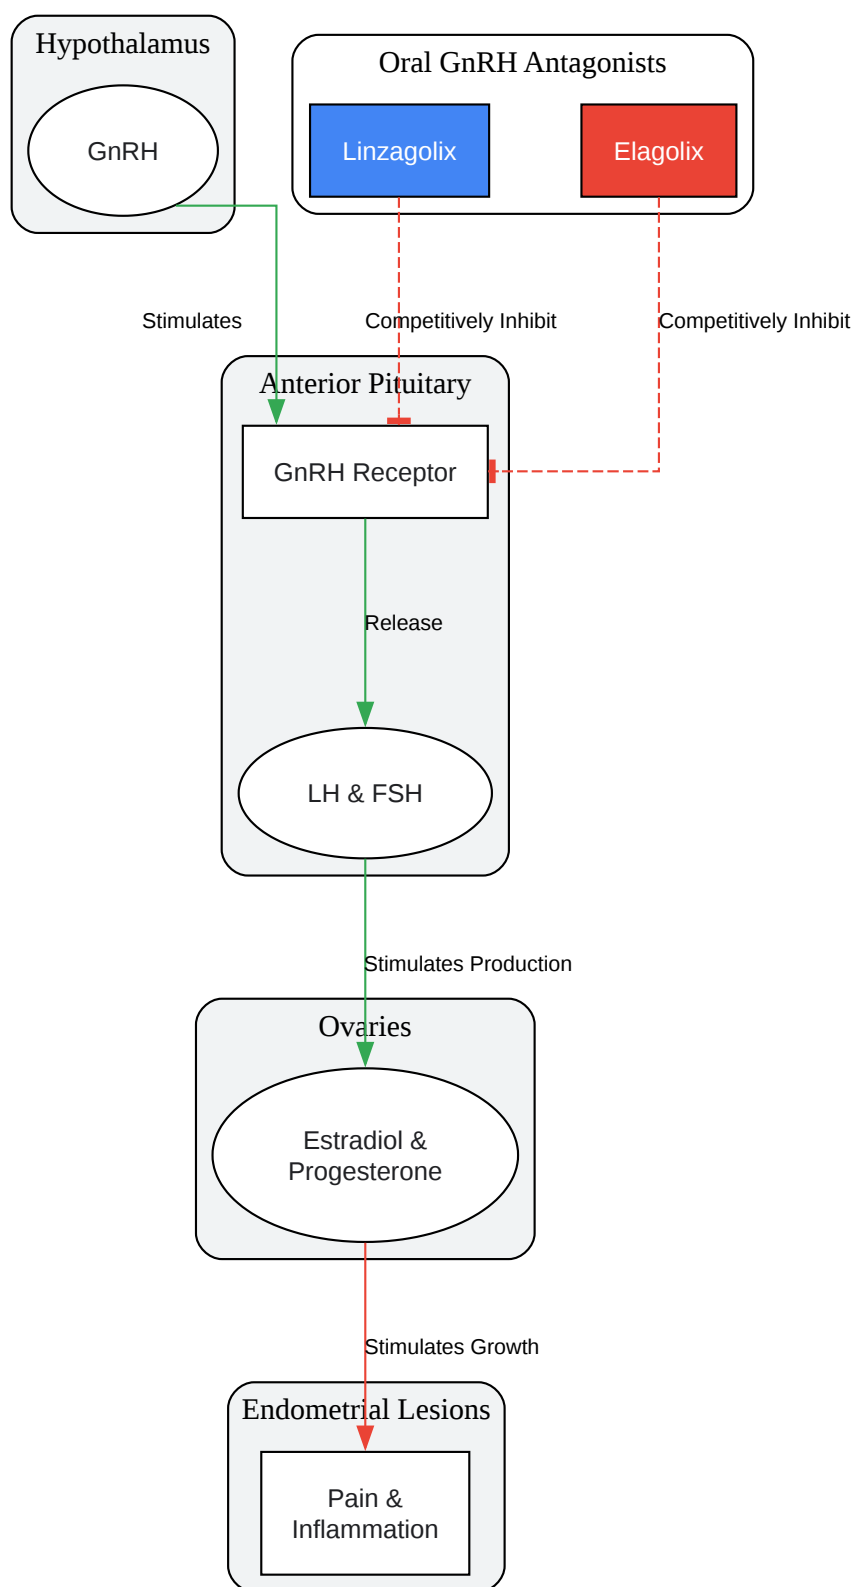 Hypothalamus
GnRH
Oral GnRH Antagonists
Linzagolix
Elagolix
Stimulates
Competitively Inhibit
Competitively Inhibit
Anterior Pituitary
GnRH Receptor
Release
LH & FSH
Stimulates Production
Ovaries
Estradiol &
Progesterone
Stimulates Growth
Endometrial Lesions
Pain &
Inflammation